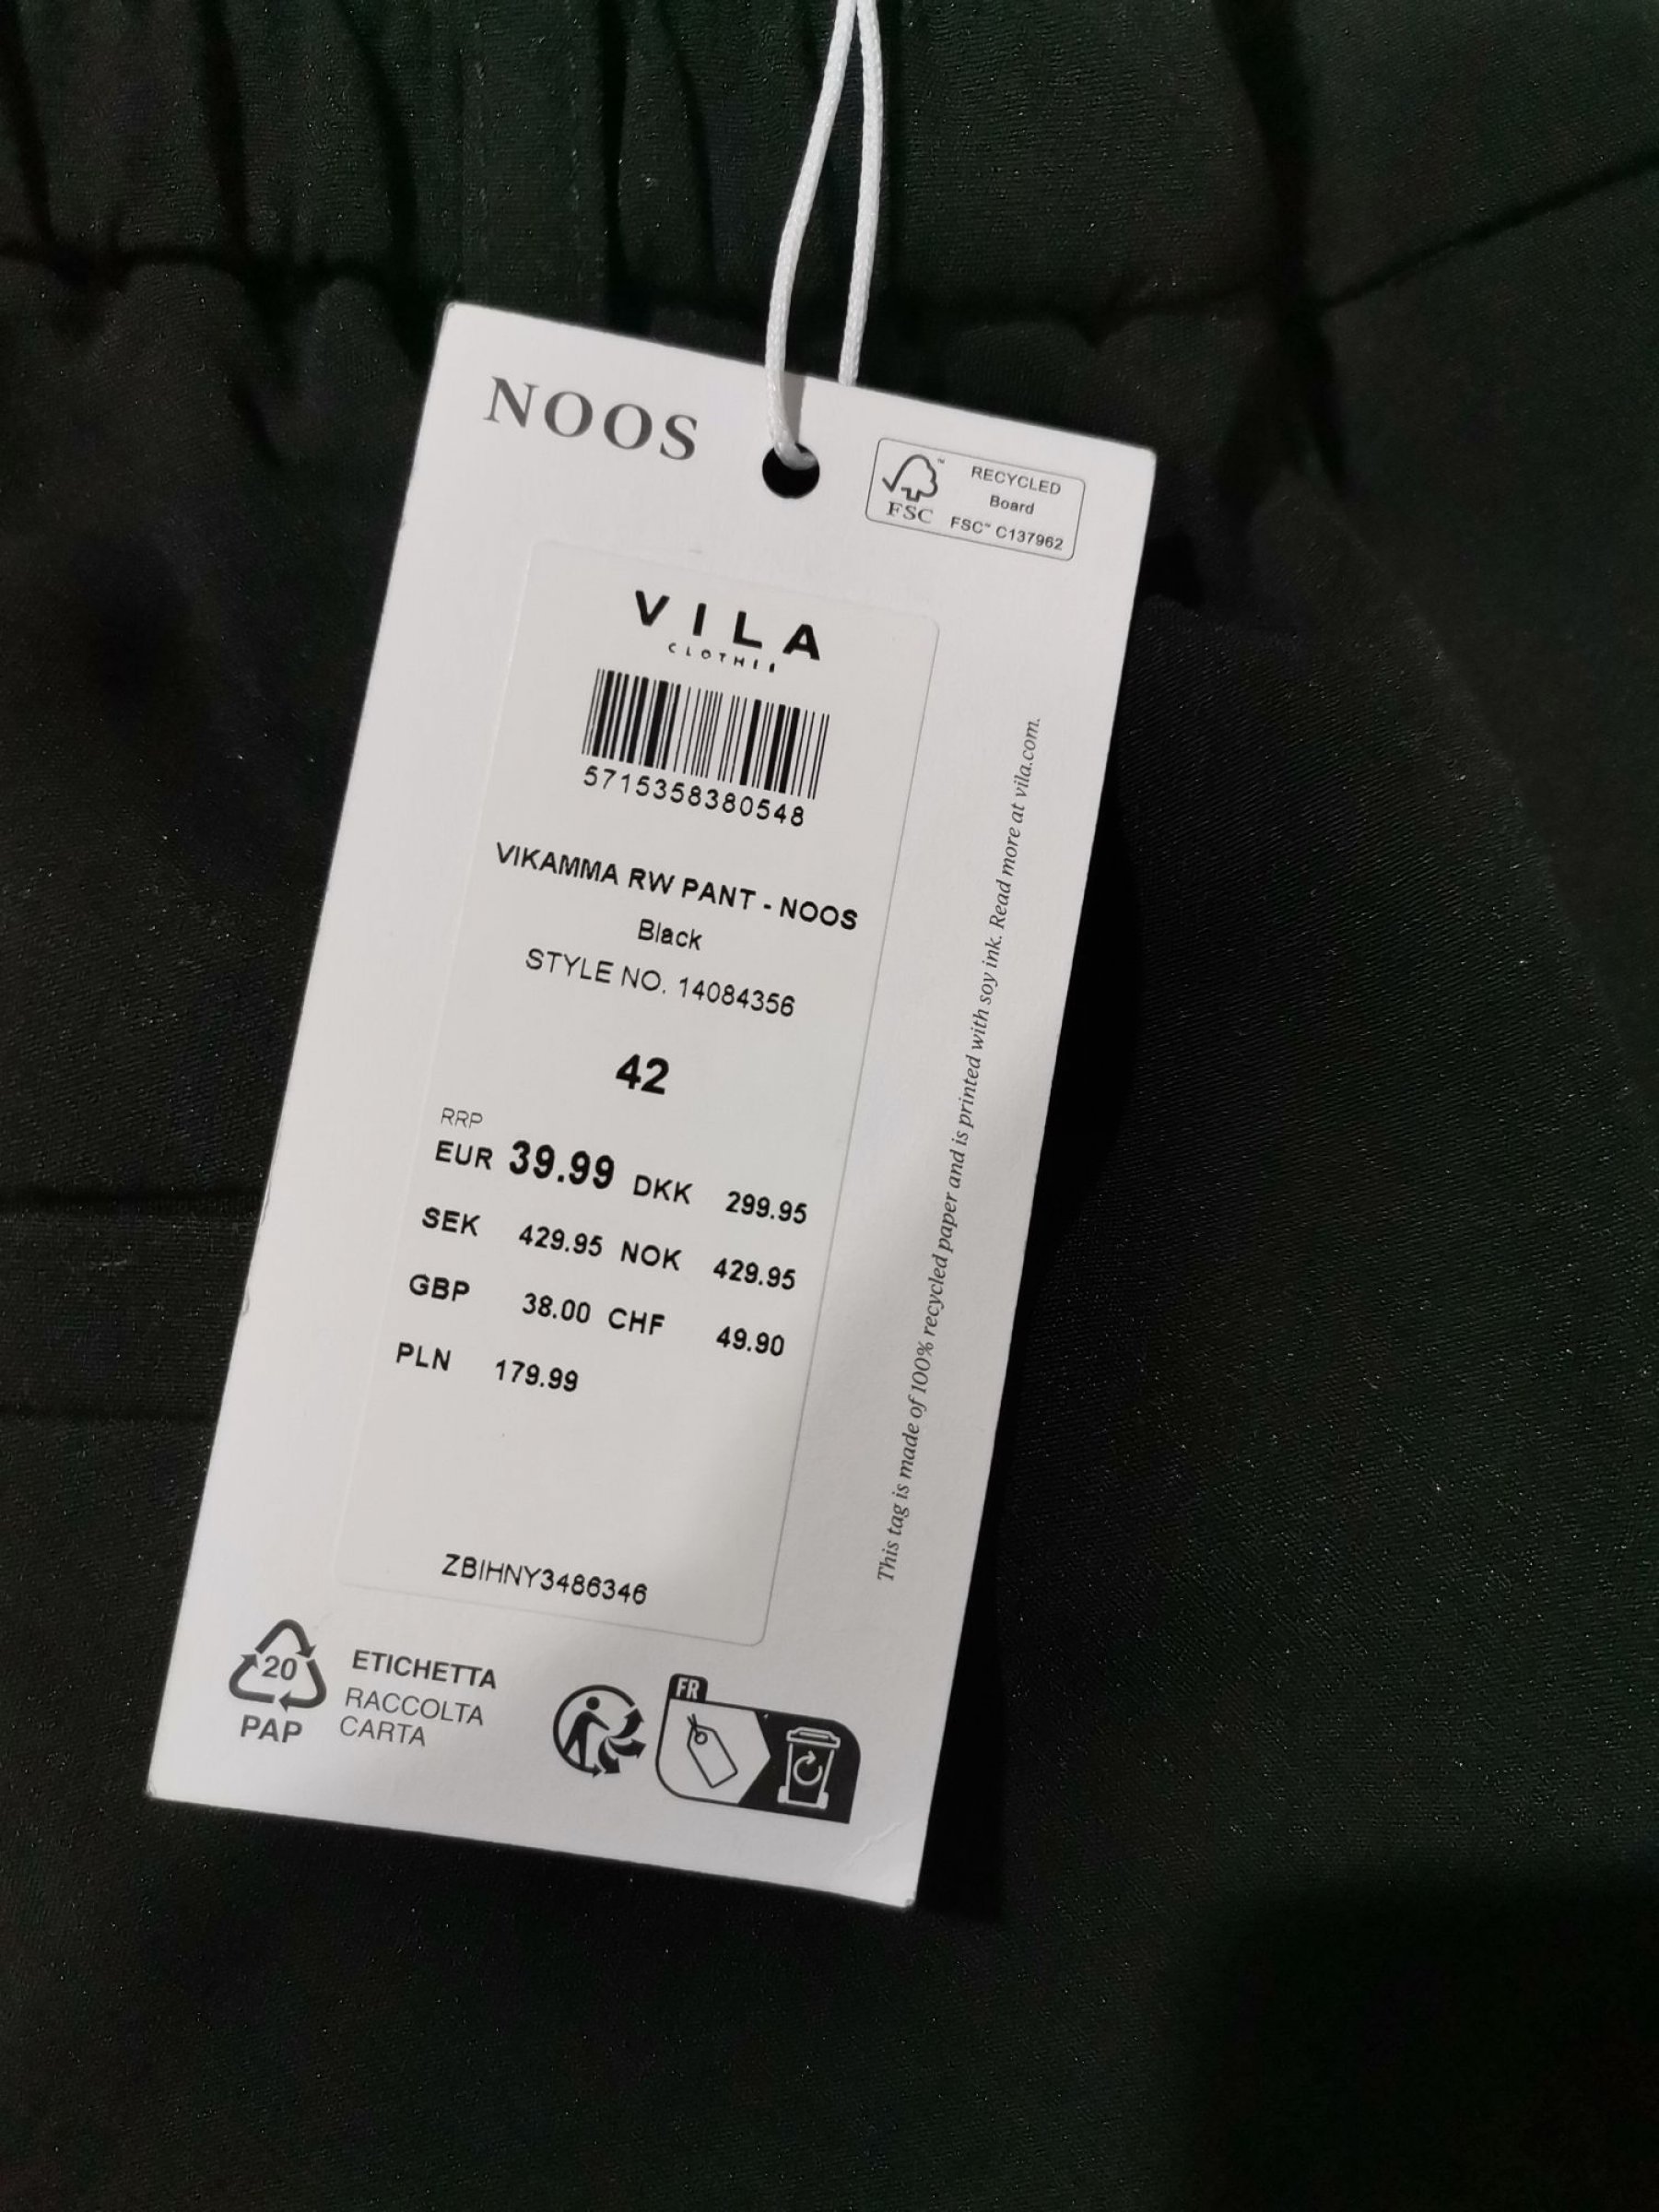 NOOS
FSC™
RECYCLED
Board
FSC™ C137962
VILA
CLOTHES
5715358380548
VIKAMMA RW PANT - NOOS
Black
STYLE NO. 14084356
42
RRP
EUR 39.99 DKK 299.95
SEK 429.95 NOK 429.95
GBP 38.00 CHF 49.90
PLN 179.99
ZBIHNY3486346
This tag is made of 100% recycled paper and is printed with soy ink. Read more at vila.com.
20
PAP
ETICHETTA
RACCOLTA
CARTA
FR